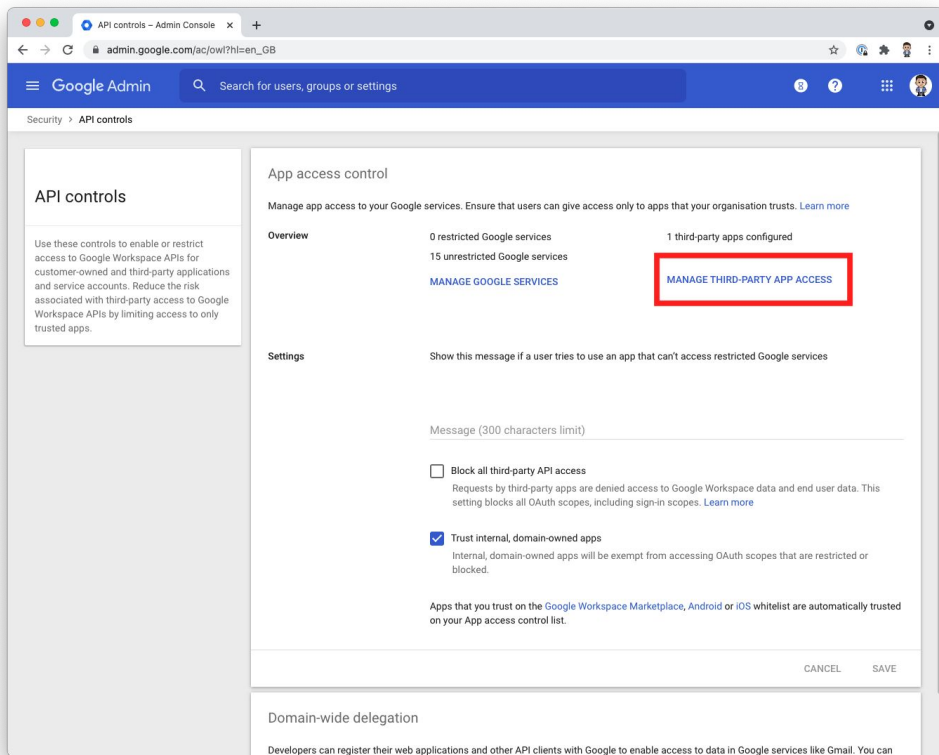 API controls – Admin Console
admin.google.com/ac/owl?hl=en_GB
Google Admin
Search for users, groups or settings
8
?
Security > API controls
API controls
Use these controls to enable or restrict
access to Google Workspace APIs for
customer-owned and third-party applications
and service accounts. Reduce the risk
associated with third-party access to Google
Workspace APIs by limiting access to only
trusted apps.
App access control
Manage app access to your Google services. Ensure that users can give access only to apps that your organisation trusts. Learn more
Overview
0 restricted Google services
15 unrestricted Google services
MANAGE GOOGLE SERVICES
1 third-party apps configured
MANAGE THIRD-PARTY APP ACCESS
Settings
Show this message if a user tries to use an app that can't access restricted Google services
Message (300 characters limit)
Block all third-party API access
Requests by third-party apps are denied access to Google Workspace data and end user data. This
setting blocks all OAuth scopes, including sign-in scopes. Learn more
Trust internal, domain-owned apps
Internal, domain-owned apps will be exempt from accessing OAuth scopes that are restricted or
blocked.
Apps that you trust on the Google Workspace Marketplace, Android or iOS whitelist are automatically trusted
on your App access control list.
CANCEL SAVE
Domain-wide delegation
Developers can register their web applications and other API clients with Google to enable access to data in Google services like Gmail. You can